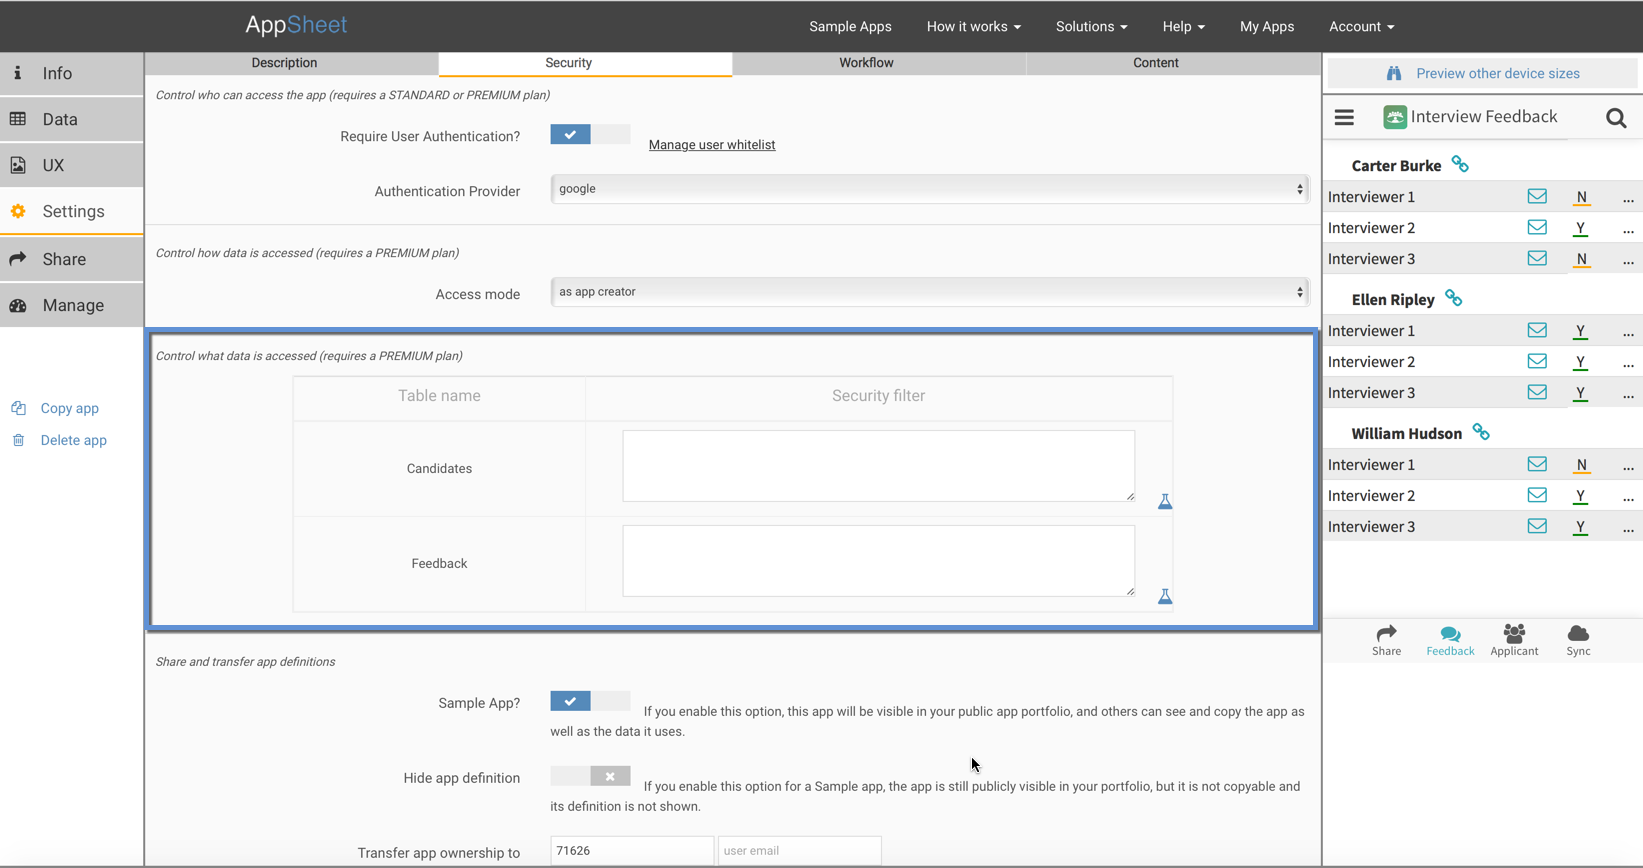 AppSheet
Sample Apps How it works Solutions Help My Apps Account
Info
Data
UX
Settings
Share
Manage
Copy app
Delete app
Description Security Workflow Content
Control who can access the app (requires a STANDARD or PREMIUM plan)
Require User Authentication?
Manage user whitelist
Authentication Provider google
Control how data is accessed (requires a PREMIUM plan)
Access mode as app creator
Control what data is accessed (requires a PREMIUM plan)
Table name Security filter
Candidates
Feedback
Share and transfer app definitions
Sample App? If you enable this option, this app will be visible in your public app portfolio, and others can see and copy the app as
well as the data it uses.
Hide app definition If you enable this option for a Sample app, the app is still publicly visible in your portfolio, but it is not copyable and
its definition is not shown.
Transfer app ownership to 71626 user email
Preview other device sizes
Interview Feedback
Carter Burke
Interviewer 1 N ...
Interviewer 2 Y ...
Interviewer 3 N ...
Ellen Ripley
Interviewer 1 Y ...
Interviewer 2 Y ...
Interviewer 3 Y ...
William Hudson
Interviewer 1 N ...
Interviewer 2 Y ...
Interviewer 3 Y ...
Share Feedback Applicant Sync